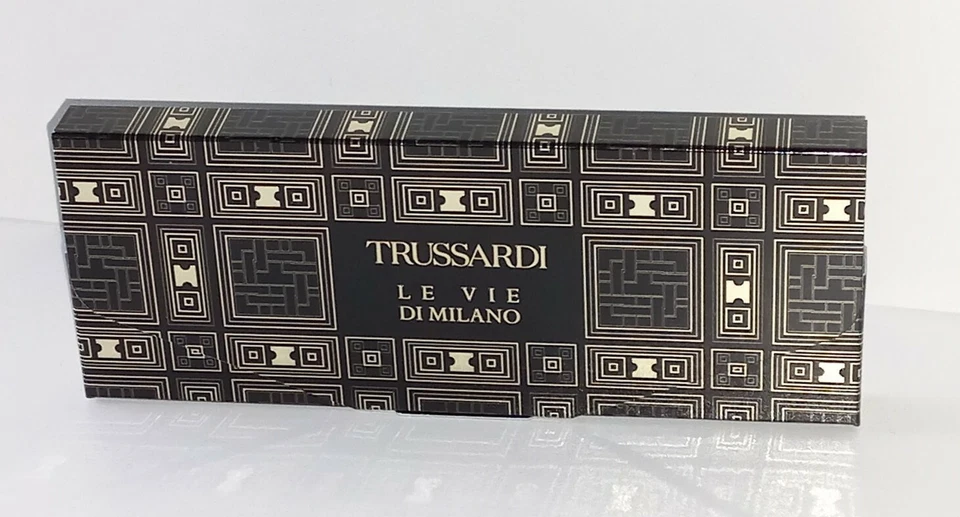 TRUSSARDI
LE VIE
DI MILANO